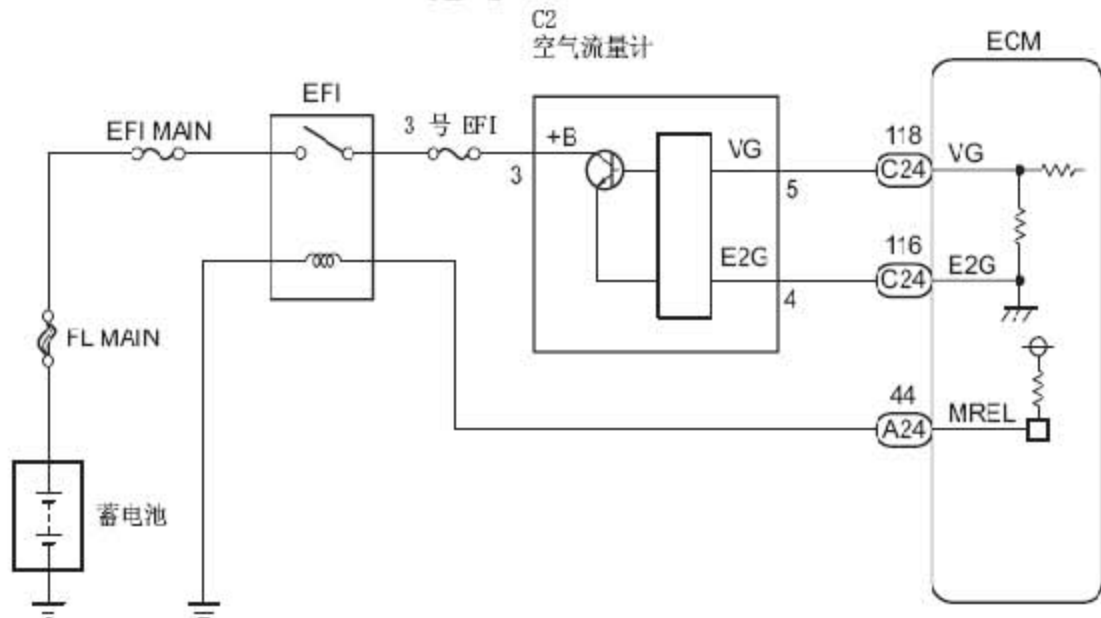 C2
空气流量计
ECM
EFI
EFI MAIN
3 号 EFI
+B
3
VG
5
118
C24
VG
E2G
4
116
C24
E2G
FL MAIN
44
A24
MREL
蓄电池